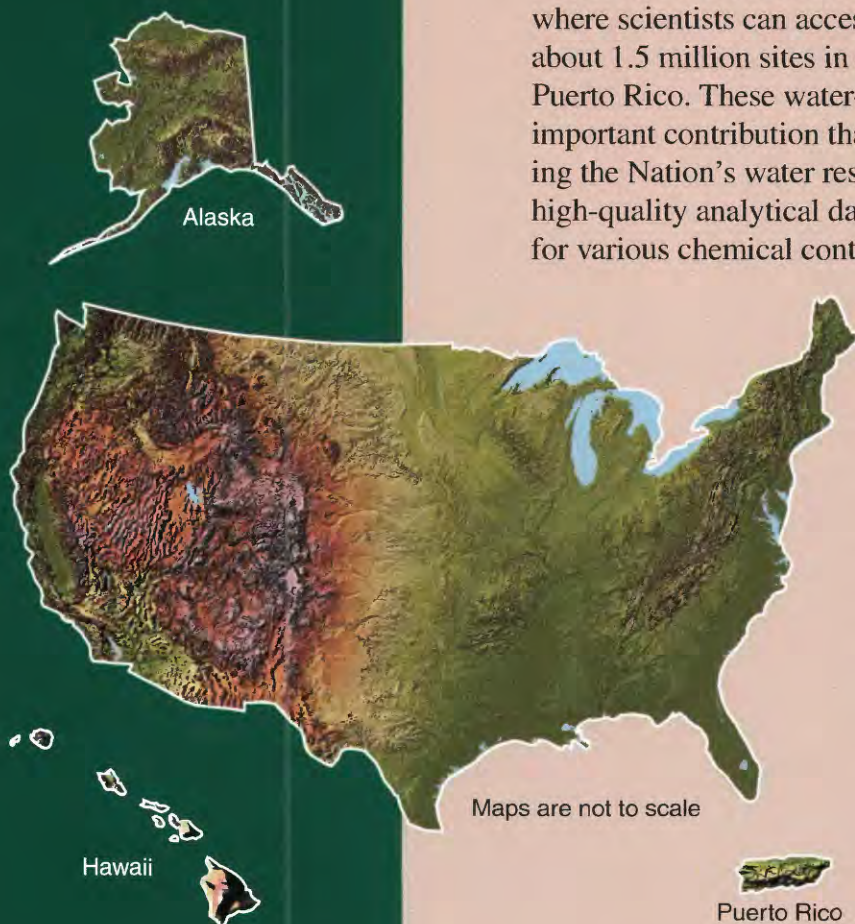 where scientists can access
about 1.5 million sites in
Puerto Rico. These water-
important contribution tha
ing the Nation's water res
high-quality analytical da
for various chemical cont
Alaska
Maps are not to scale
Hawaii
Puerto Rico